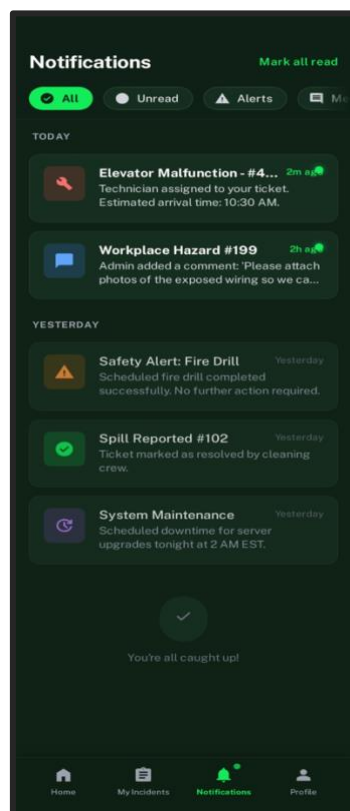 Notifications
Mark all read
All
Unread
Alerts
Me
TODAY
Elevator Malfunction - #4...
2m ag
Technician assigned to your ticket.
Estimated arrival time: 10:30 AM.
Workplace Hazard #199
2h ag
Admin added a comment: 'Please attach
photos of the exposed wiring so we ca...
YESTERDAY
Safety Alert: Fire Drill
Yesterday
Scheduled fire drill completed
successfully. No further action required.
Spill Reported #102
Yesterday
Ticket marked as resolved by cleaning
crew.
System Maintenance
Yesterday
Scheduled downtime for server
upgrades tonight at 2 AM EST.
You're all caught up!
Home
My Incidents
Notifications
Profile